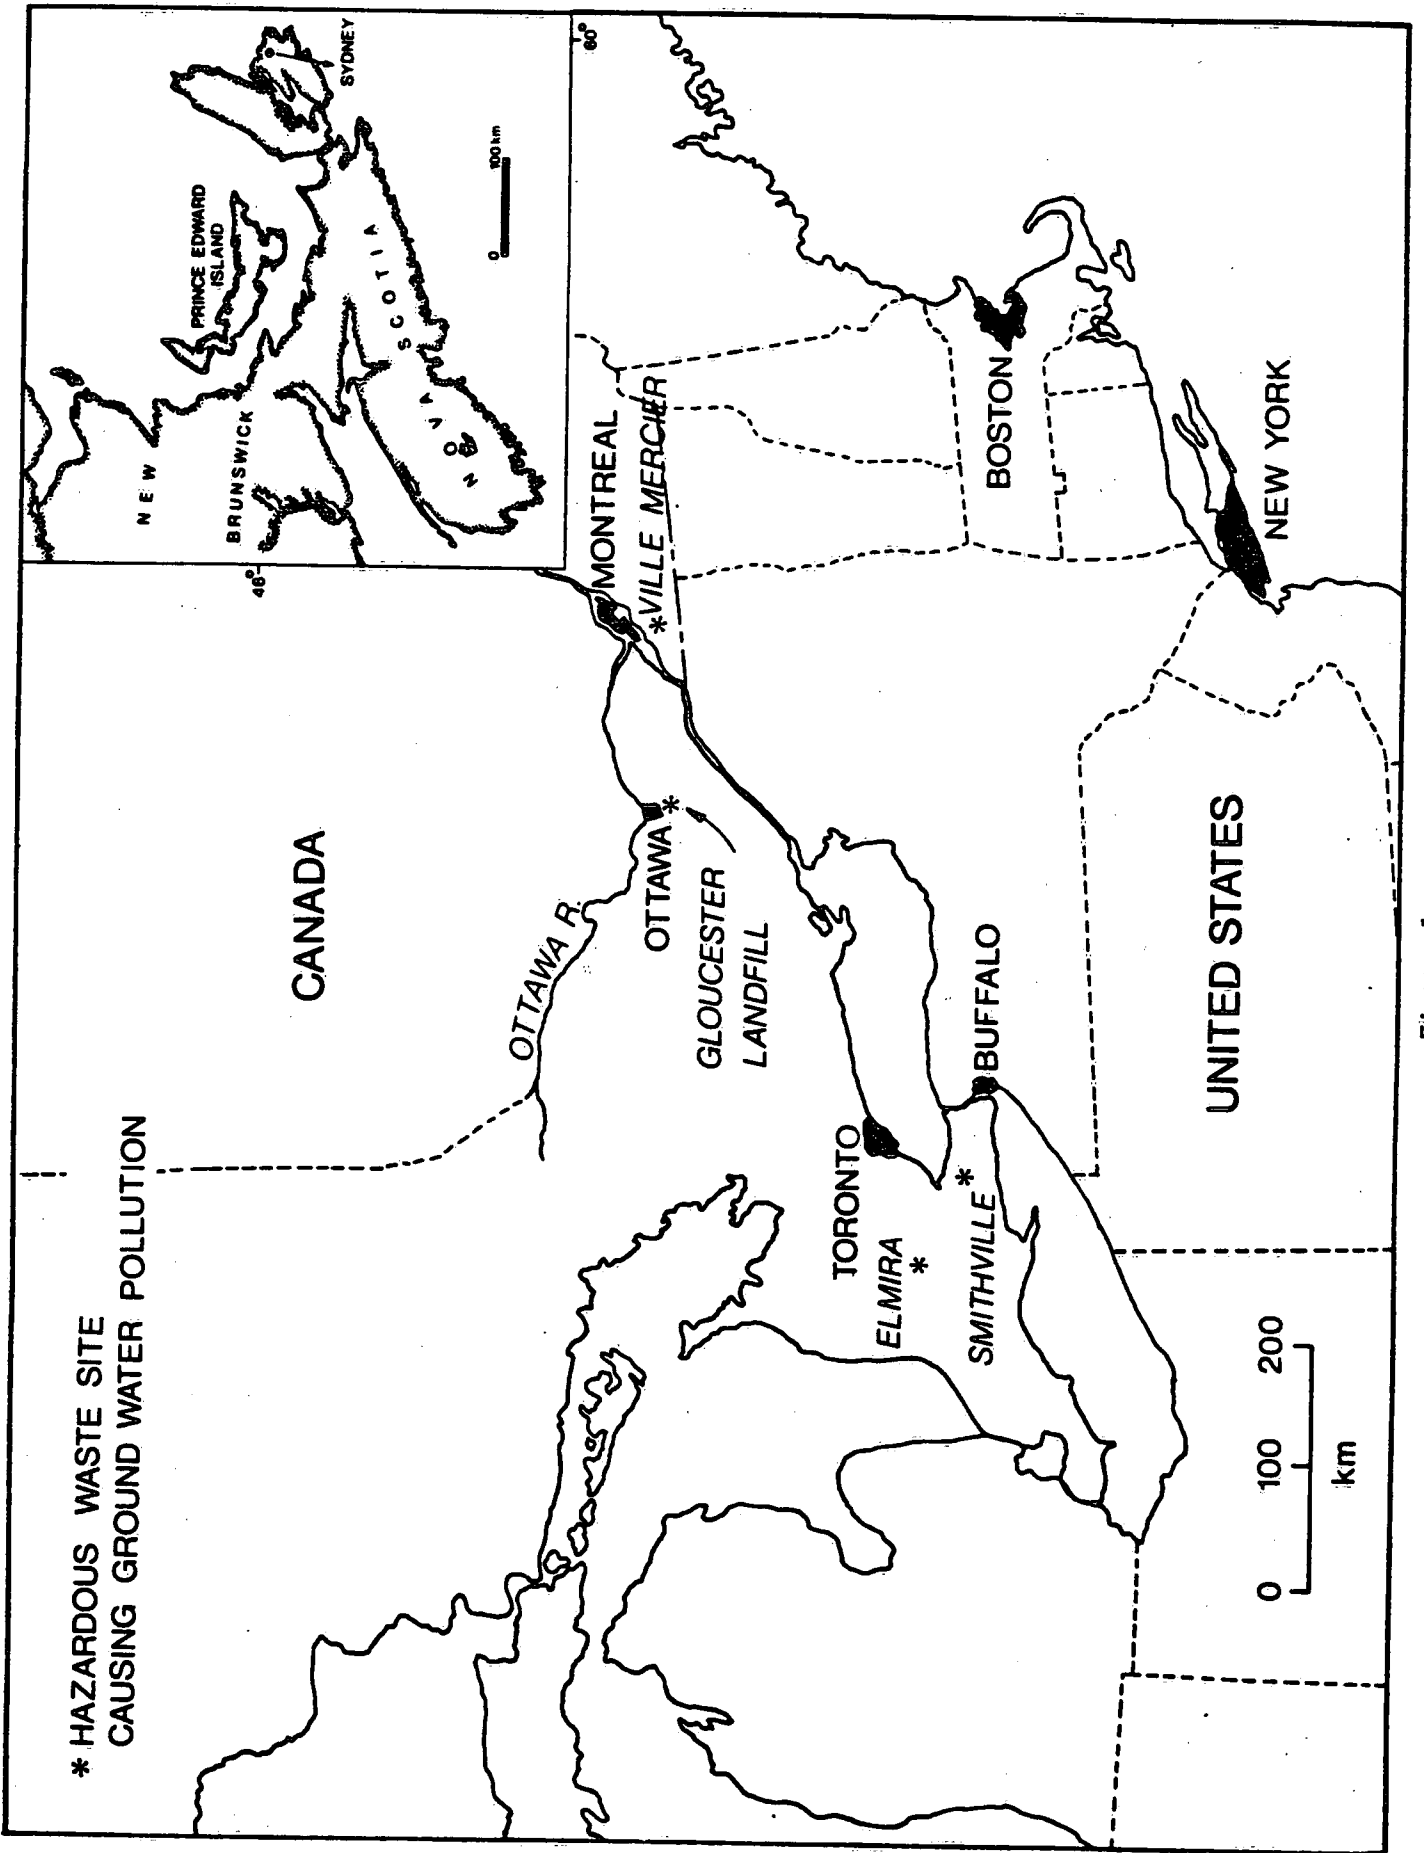 * HAZARDOUS WASTE SITE
CAUSING GROUND WATER POLLUTION
CANADA
OTTAWA R.
OTTAWA
*
GLOUCESTER
LANDFILL
MONTREAL
*VILLE MERCIER
TORONTO
ELMIRA
*
SMITHVILLE
*
BUFFALO
BOSTON
NEW YORK
UNITED STATES
0 100 200
km
PRINCE EDWARD
ISLAND
NEW
BRUNSWICK
NOVA SCOTIA
SYDNEY
0 100 km
46°
60°